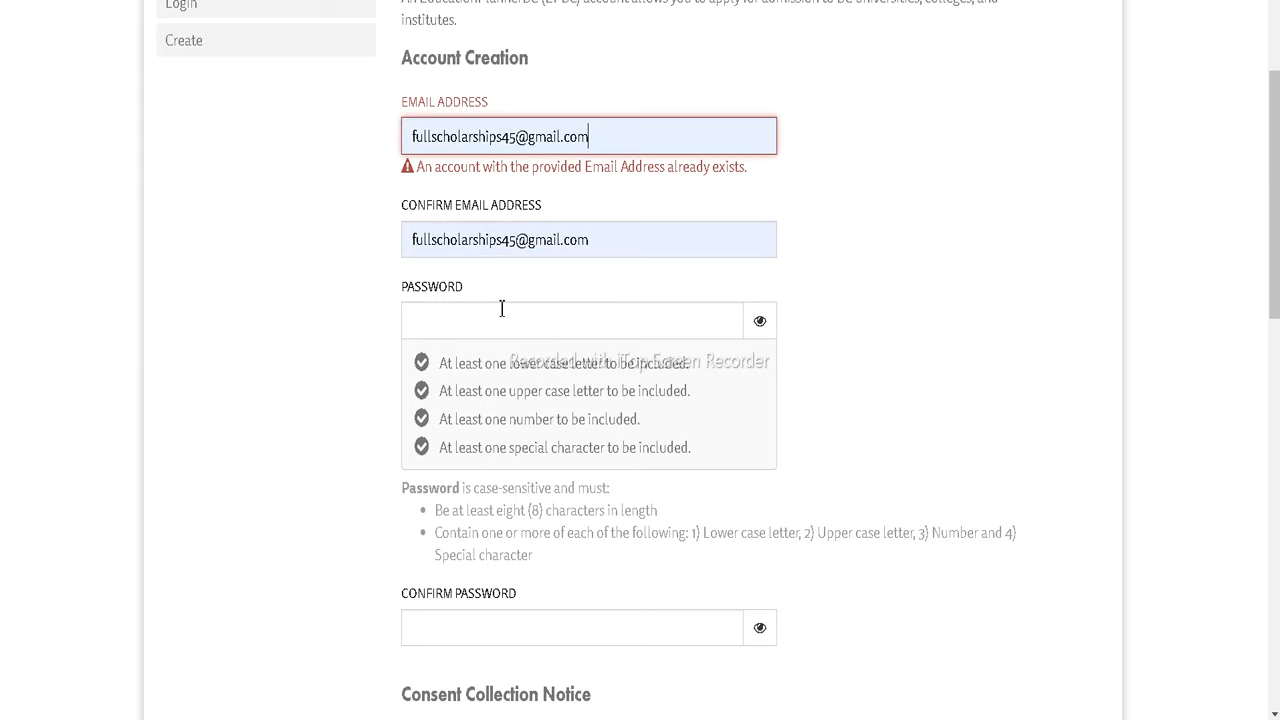 Login
An EducationPlannerBC (EPBC) account allows you to apply for admission to BC universities, colleges, and
institutes.
Create
Account Creation
EMAIL ADDRESS
fullscholarships45@gmail.com
An account with the provided Email Address already exists.
CONFIRM EMAIL ADDRESS
fullscholarships45@gmail.com
PASSWORD
At least one lower case letter to be included.
Recorded with iTop Screen Recorder
At least one upper case letter to be included.
At least one number to be included.
At least one special character to be included.
Password is case-sensitive and must:
Be at least eight (8) characters in length
Contain one or more of each of the following: 1) Lower case letter, 2) Upper case letter, 3) Number and 4)
Special character
CONFIRM PASSWORD
Consent Collection Notice